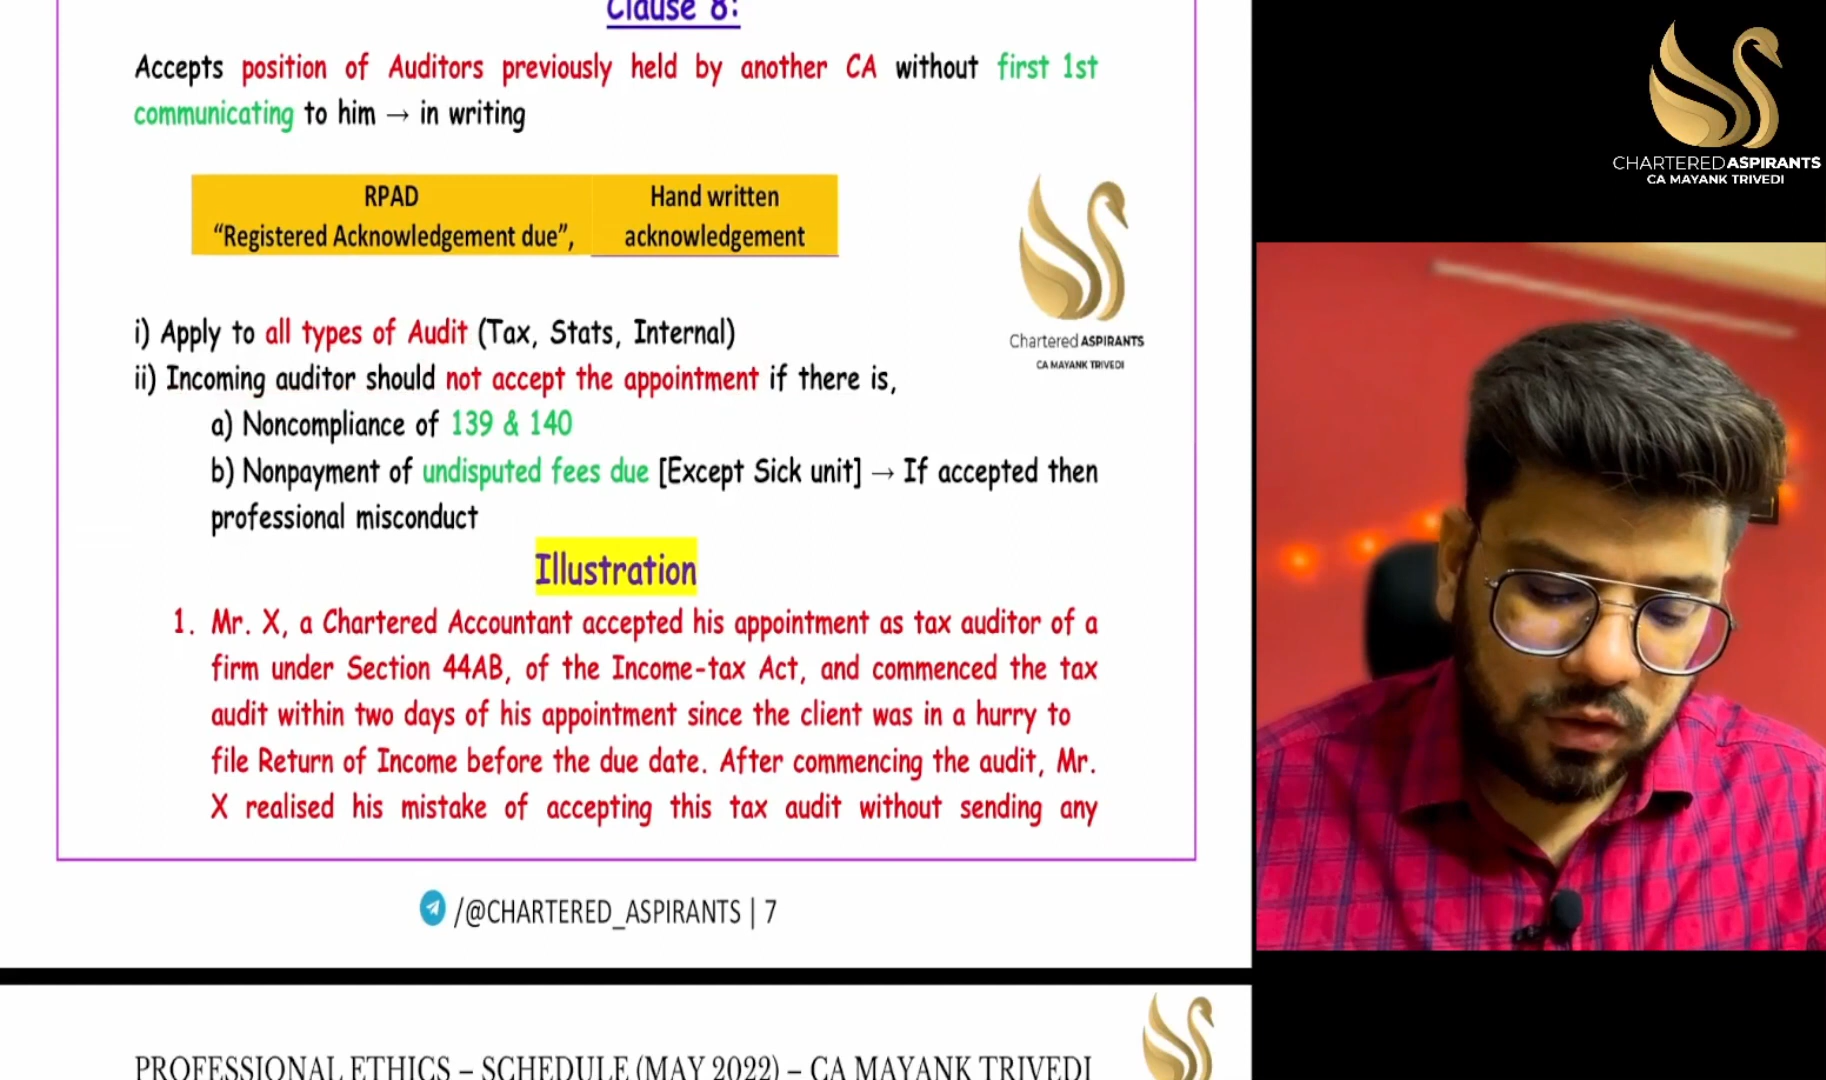 Clause 8:
Accepts position of Auditors previously held by another CA without first 1st
communicating to him → in writing
RPAD
“Registered Acknowledgement due”,
Hand written
acknowledgement
Chartered ASPIRANTS
CA MAYANK TRIVEDI
i) Apply to all types of Audit (Tax, Stats, Internal)
ii) Incoming auditor should not accept the appointment if there is,
a) Noncompliance of 139 & 140
b) Nonpayment of undisputed fees due [Except Sick unit] → If accepted then
professional misconduct
Illustration
1. Mr. X, a Chartered Accountant accepted his appointment as tax auditor of a
firm under Section 44AB, of the Income-tax Act, and commenced the tax
audit within two days of his appointment since the client was in a hurry to
file Return of Income before the due date. After commencing the audit, Mr.
X realised his mistake of accepting this tax audit without sending any
/@CHARTERED_ASPIRANTS | 7
PROFESSIONAL ETHICS – SCHEDULE (MAY 2022) – CA MAYANK TRIVEDI
CHARTERED ASPIRANTS
CA MAYANK TRIVEDI